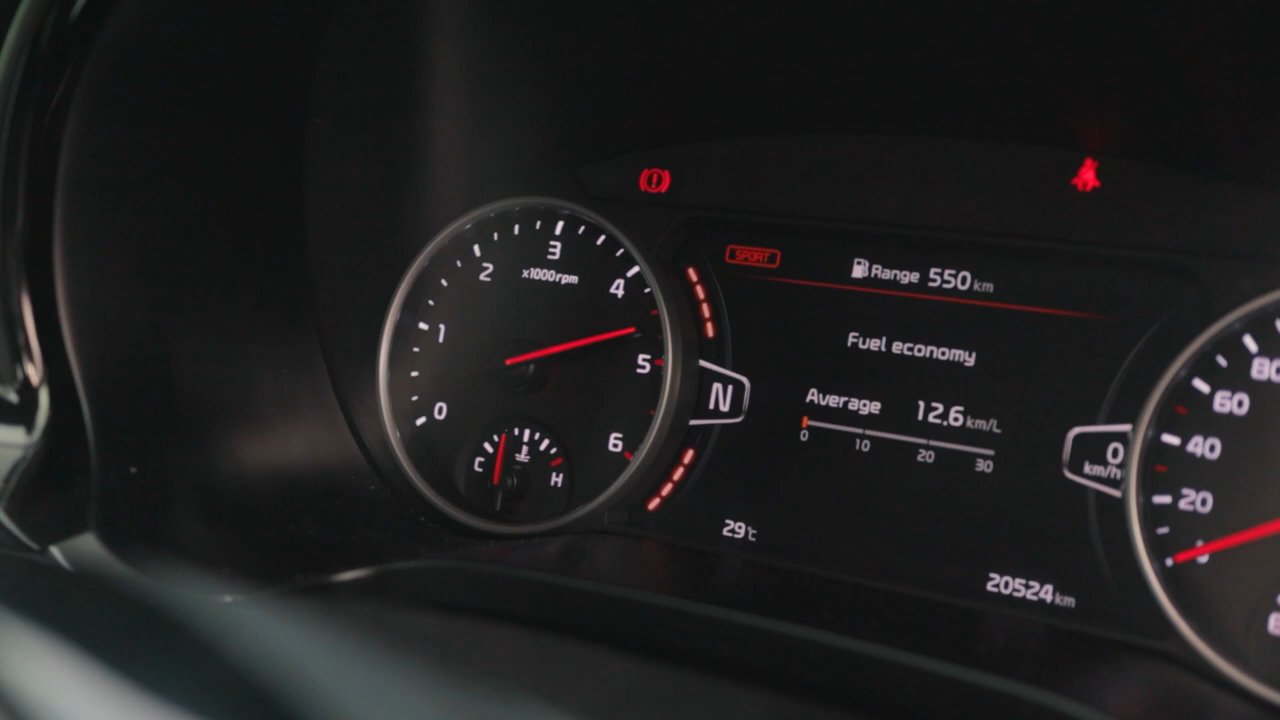 SPORT
Range 550 km
3
x1000rpm
2
4
1
Fuel economy
5
N
Average 12.6 km/L
0
0 10 20 30
6
C
H
80
60
40
0
km/h
20
29℃
20524 km